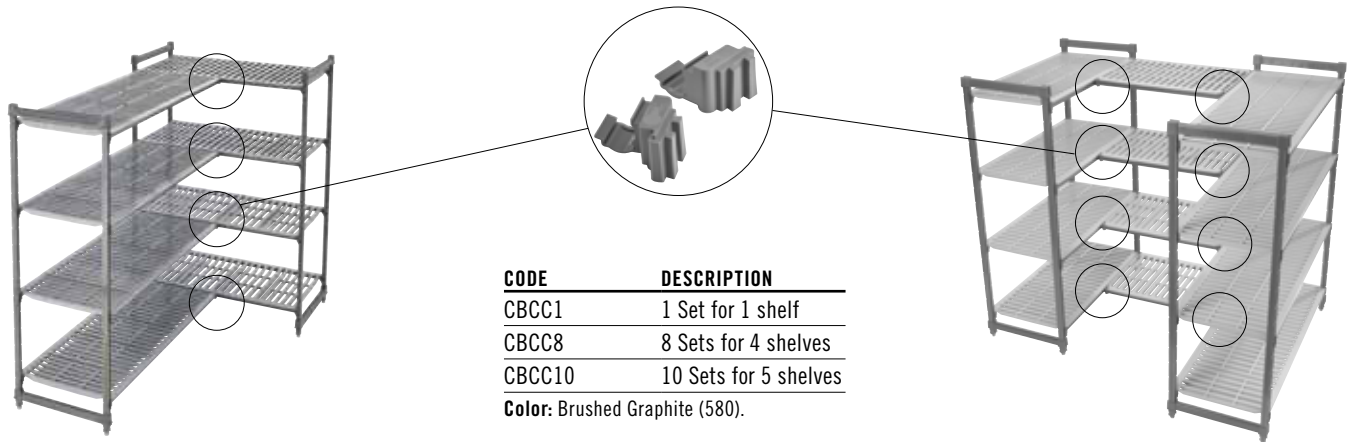 CODE DESCRIPTION
CBCC1 1 Set for 1 shelf
CBCC8 8 Sets for 4 shelves
CBCC10 10 Sets for 5 shelves
Color: Brushed Graphite (580).